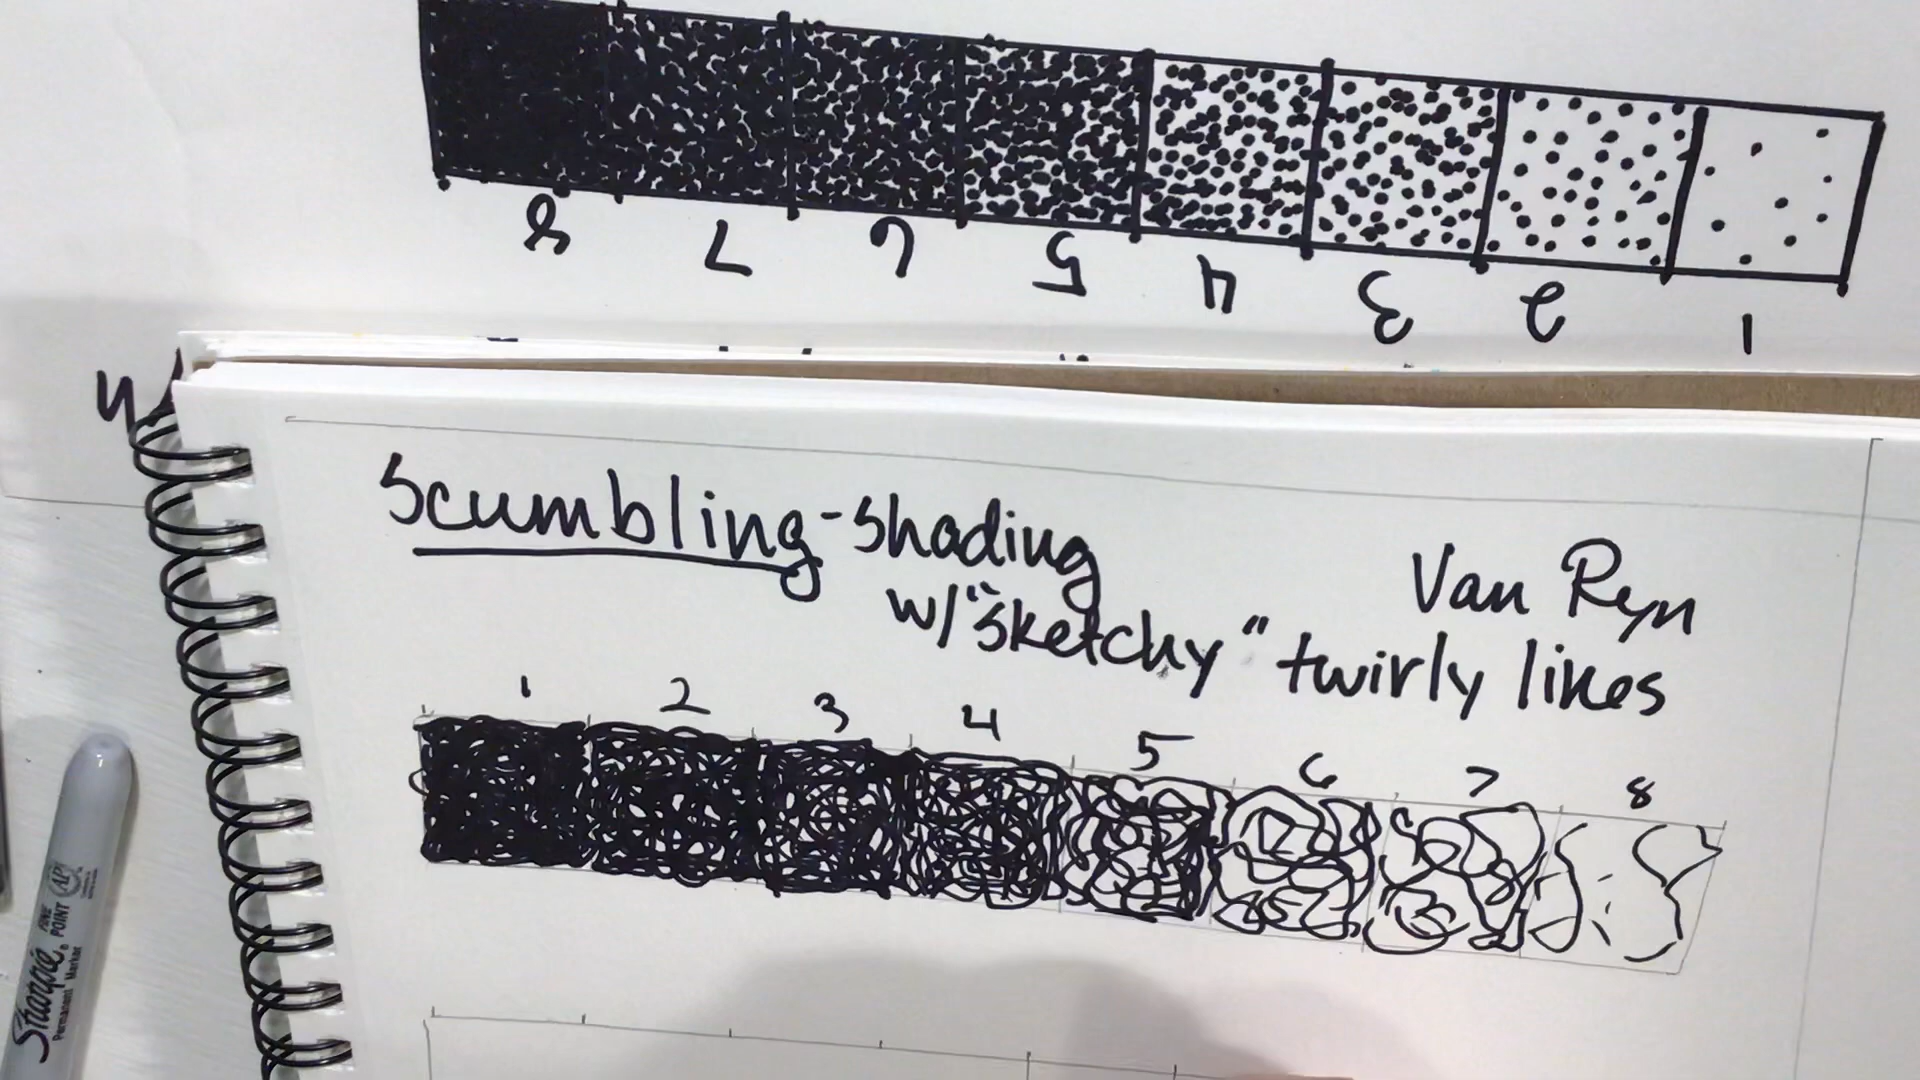 8 7 6 5 4 3 2 1
Scumbling - Shading
w/ "sketchy" twirly lines
Van Ryn
1 2 3 4 5 6 7 8
Sharpie®
FINE POINT
Permanent Marker
AP